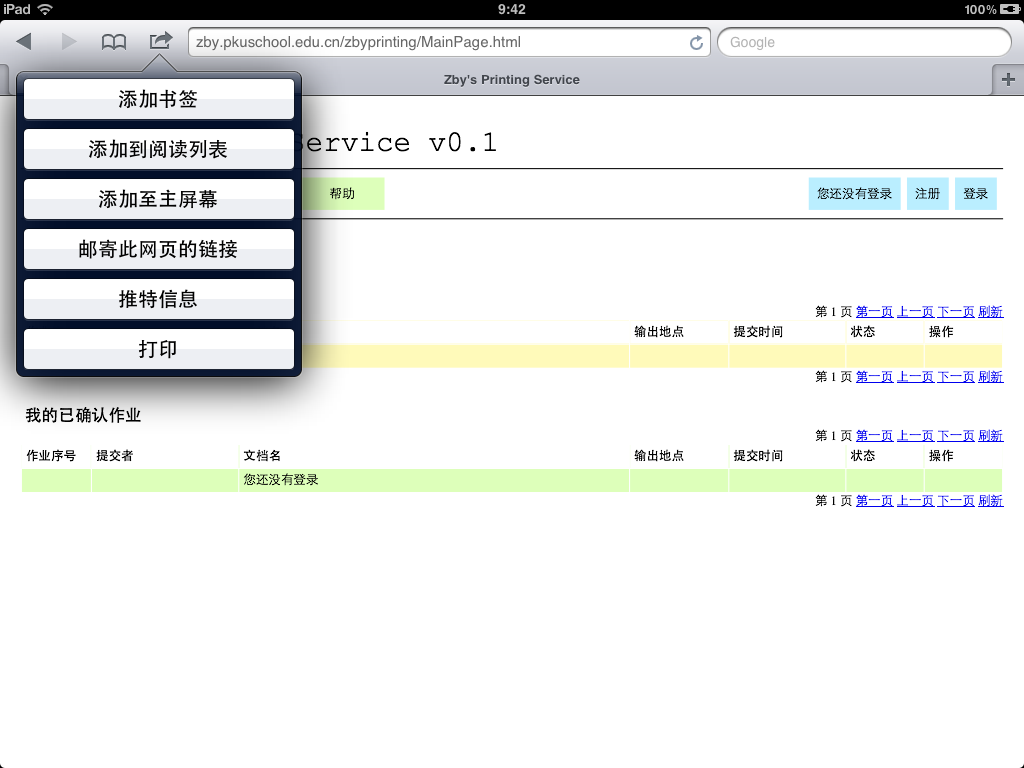 iPad 9:42 100%
zby.pkuschool.edu.cn/zbyprinting/MainPage.html Google
Zby's Printing Service
添加书签
添加到阅读列表
添加至主屏幕
邮寄此网页的链接
推特信息
打印
Service v0.1
帮助 您还没有登录 注册 登录
第 1 页 第一页 上一页 下一页 刷新
输出地点 提交时间 状态 操作
第 1 页 第一页 上一页 下一页 刷新
我的已确认作业
第 1 页 第一页 上一页 下一页 刷新
作业序号 提交者 文档名 输出地点 提交时间 状态 操作
您还没有登录
第 1 页 第一页 上一页 下一页 刷新